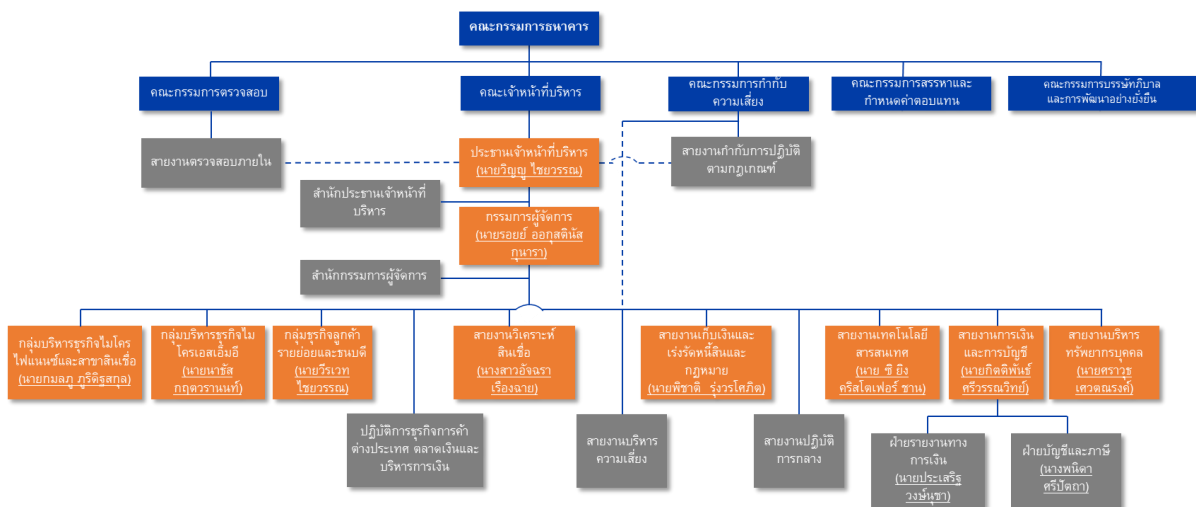 คณะกรรมการธนาคาร
คณะกรรมการตรวจสอบ
คณะเจ้าหน้าที่บริหาร
คณะกรรมการกำกับ
ความเสี่ยง
คณะกรรมการสรรหาและ
กำหนดค่าตอบแทน
คณะกรรมการบรรษัทภิบาล
และการพัฒนาอย่างยั่งยืน
สายงานตรวจสอบภายใน
ประธานเจ้าหน้าที่บริหาร
(นายวิญญู ไชยวรรณ)
สายงานกำกับการปฏิบัติ
ตามกฎเกณฑ์
สำนักประธานเจ้าหน้าที่
บริหาร
กรรมการผู้จัดการ
(นายรอยย์ ออกุสตินัส
กุนารา)
สำนักกรรมการผู้จัดการ
กลุ่มบริหารธุรกิจไมโคร
ไฟแนนซ์และสาขาสินเชื่อ
(นายกมลภู ภูริดิฐสกุล)
กลุ่มบริหารธุรกิจไม
โครเอสเอ็มอี
(นายนาธัส
กฤตวรานนท์)
กลุ่มธุรกิจลูกค้า
รายย่อยและธนบดี
(นายวีรเวท
ไชยวรรณ)
สายงานวิเคราะห์
สินเชื่อ
(นางสาวอัจฉรา
เรืองฉาย)
สายงานเก็บเงินและ
เร่งรัดหนี้สินและ
กฎหมาย
(นายพิชาติ รุ่งวรโศภิต)
สายงานเทคโนโลยี
สารสนเทศ
(นาย ซี ยิง
คริสโตเฟอร์ ชาน)
สายงานการเงิน
และการบัญชี
(นายกิตติพันธ์
ศรีวรรณวิทย์)
สายงานบริหาร
ทรัพยากรบุคคล
(นายศราวุธ
เศวตณรงค์)
ปฏิบัติการธุรกิจการค้า
ต่างประเทศ ตลาดเงินและ
บริหารการเงิน
สายงานบริหาร
ความเสี่ยง
สายงานปฏิบัติ
การกลาง
ฝ่ายรายงานทาง
การเงิน
(นายประเสริฐ
วงษ์นุชา)
ฝ่ายบัญชีและภาษี
(นางพนิดา
ศรีปัตถา)